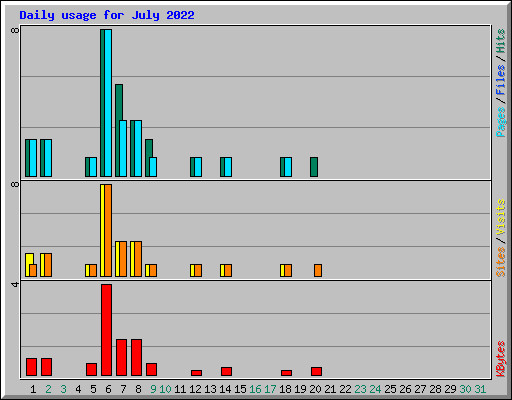 Daily usage for July 2022
8
Pages / Files / Hits
8
Sites / Visits
4
KBytes
1 2 3 4 5 6 7 8 9 10 11 12 13 14 15 16 17 18 19 20 21 22 23 24 25 26 27 28 29 30 31